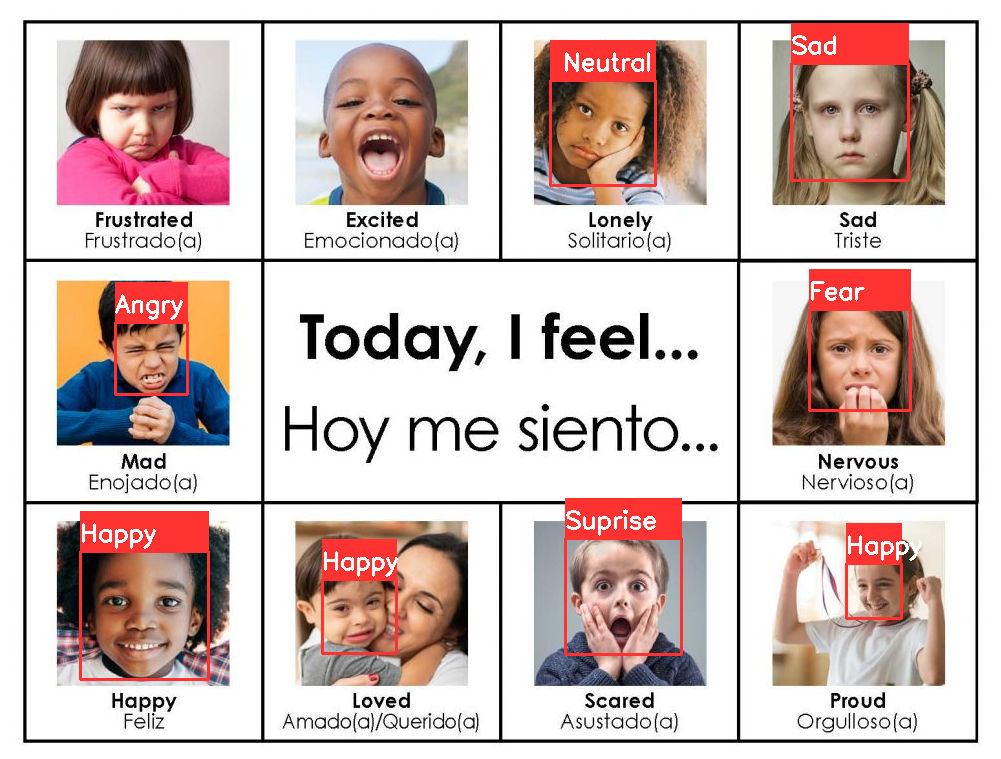 Neutral
Sad
Frustrated
Frustrado(a)
Excited
Emocionado(a)
Lonely
Solitario(a)
Sad
Triste
Angry
Mad
Enojado(a)
Today, I feel...
Hoy me siento...
Fear
Nervous
Nervioso(a)
Happy
Happy
Feliz
Happy
Loved
Amado(a)/Querido(a)
Suprise
Scared
Asustado(a)
Happy
Proud
Orgulloso(a)